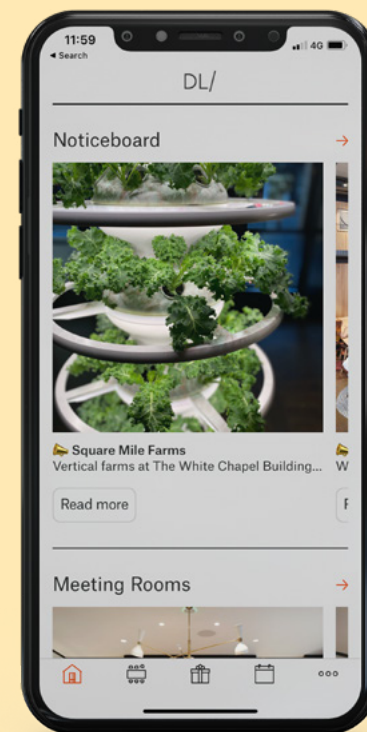 11:59
4G
◂ Search
DL/
Noticeboard →
Square Mile Farms
Vertical farms at The White Chapel Building... W
Read more
Meeting Rooms →